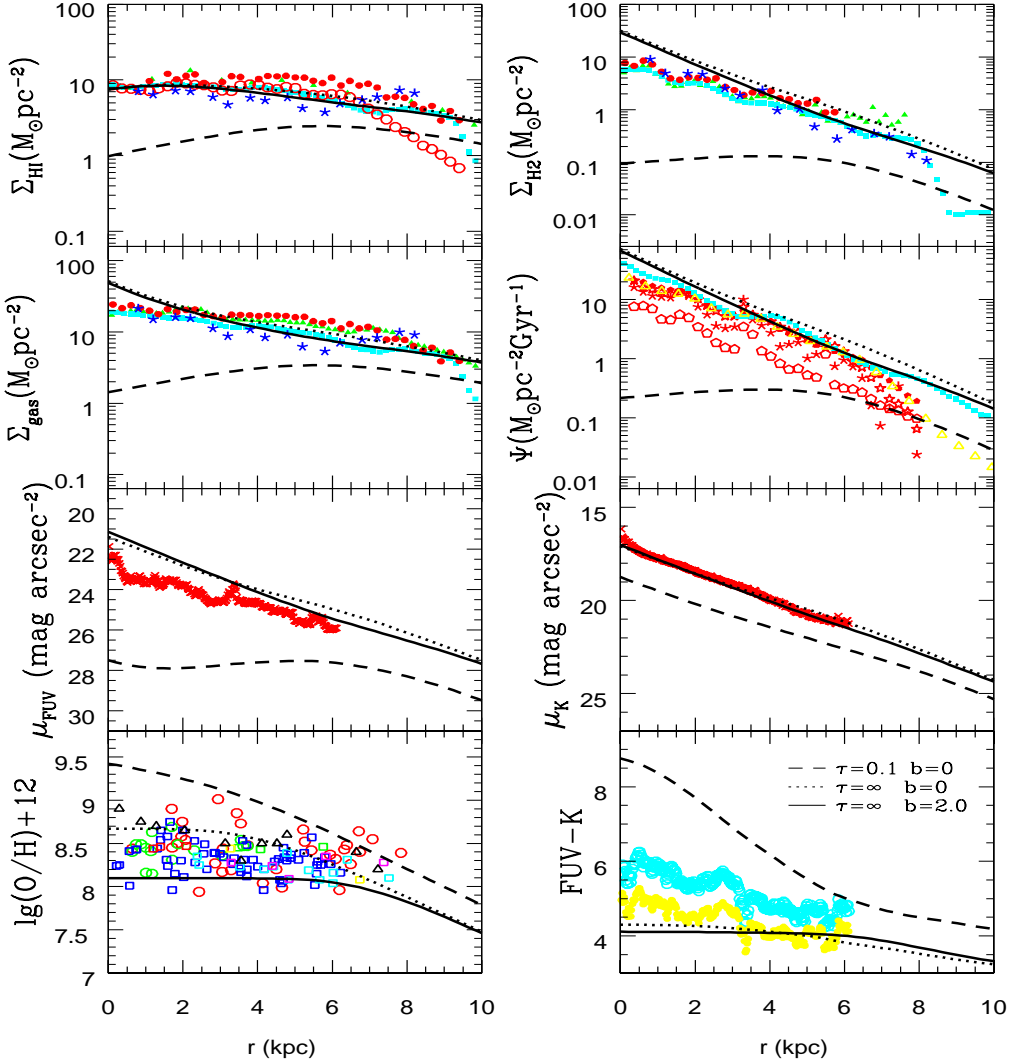 Σ_HI(M_⊙pc⁻²)
100
10
1
0.1
Σ_H2(M_⊙pc⁻²)
100
10
1
0.1
0.01
Σ_gas(M_⊙pc⁻²)
100
10
1
0.1
Ψ(M_⊙pc⁻²Gyr⁻¹)
10
1
0.1
0.01
μ_FUV (mag arcsec⁻²)
20
22
24
26
28
30
μ_K (mag arcsec⁻²)
15
20
25
lg(O/H)+12
9.5
9
8.5
8
7.5
7
FUV−K
8
6
4
τ=0.1 b=0
τ=∞ b=0
τ=∞ b=2.0
0 2 4 6 8 10
r (kpc)
0 2 4 6 8 10
r (kpc)